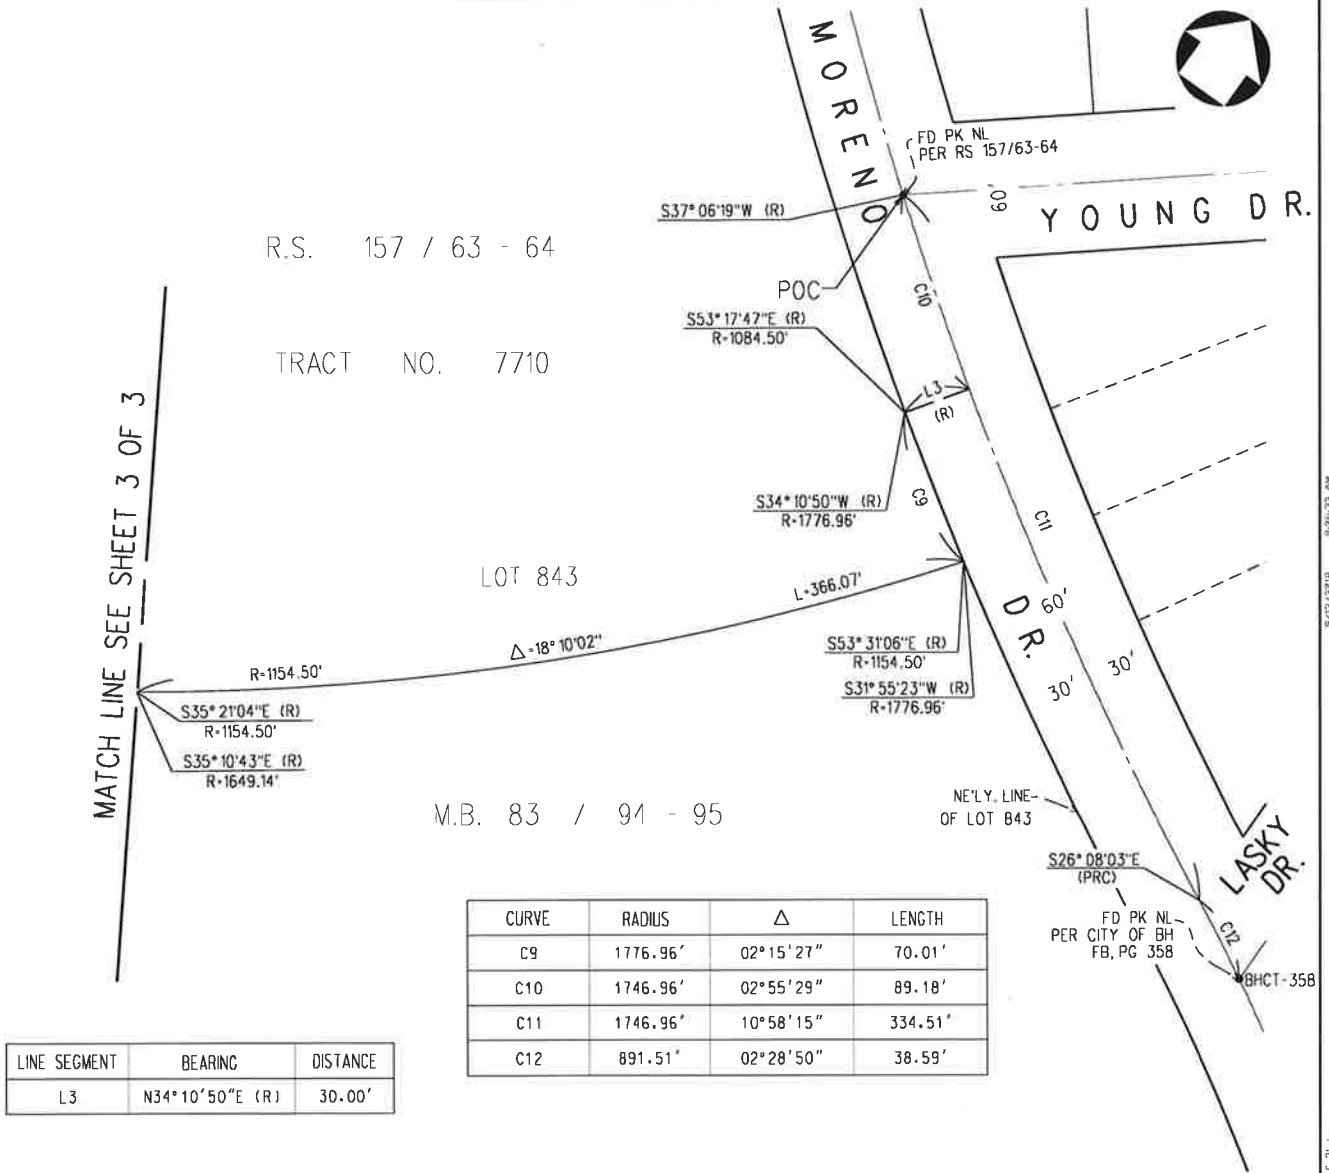 MORENO
FD PK NL
PER RS 157/63-64
S37°06'19"W (R)
60'
YOUNG DR.
R.S. 157 / 63 - 64
POC
C10
S53°17'47"E (R)
R=1084.50'
TRACT NO. 7710
L3
(R)
MATCH LINE SEE SHEET 3 OF 3
S34°10'50"W (R)
R=1776.96'
C9
C11
LOT 843
L=366.07'
DR.
60'
Δ=18°10'02"
S53°31'06"E (R)
R=1154.50'
30'
30'
R=1154.50'
S31°55'23"W (R)
R=1776.96'
S35°21'04"E (R)
R=1154.50'
S35°10'43"E (R)
R=1649.14'
M.B. 83 / 94 - 95
NE'LY. LINE
OF LOT 843
S26°08'03"E
(PRC)
LASKY
DR.
FD PK NL
PER CITY OF BH
FB, PG 358
C12
BHCT-358
CURVE RADIUS Δ LENGTH
C9 1776.96' 02°15'27" 70.01'
C10 1746.96' 02°55'29" 89.18'
C11 1746.96' 10°58'15" 334.51'
C12 891.51' 02°28'50" 38.59'
LINE SEGMENT BEARING DISTANCE
L3 N34°10'50"E (R) 30.00'